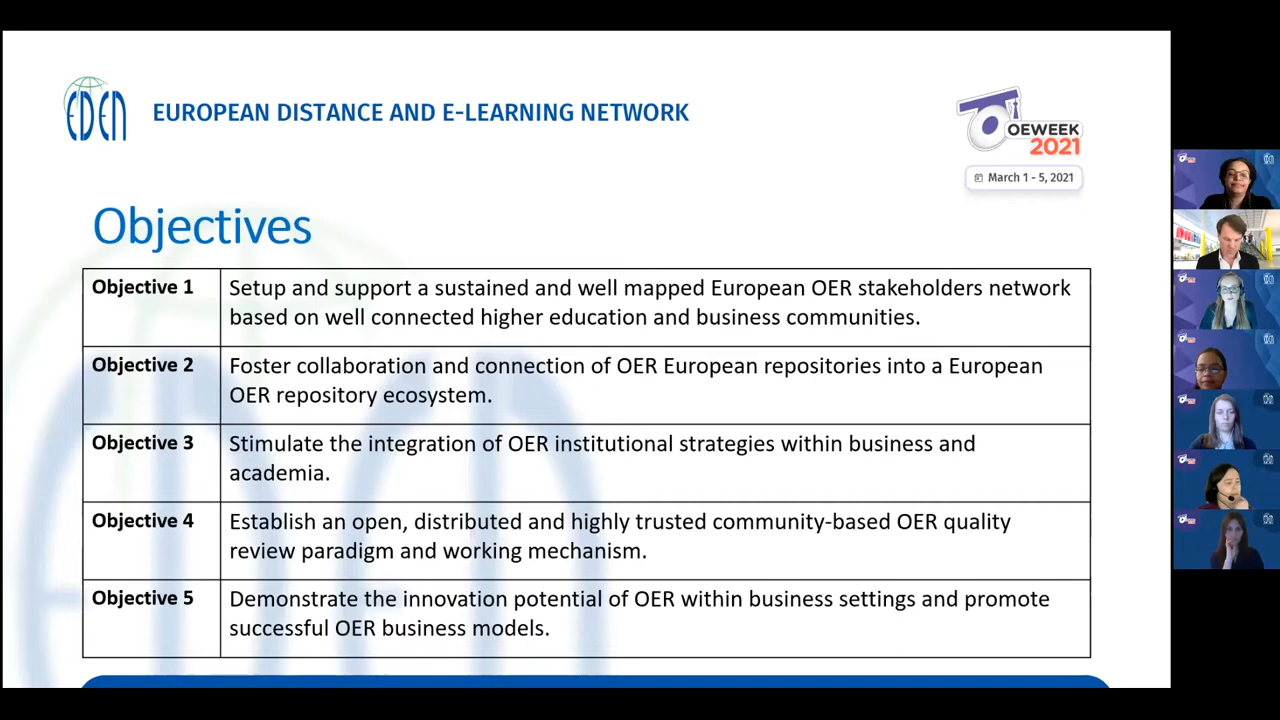 EDEN
EUROPEAN DISTANCE AND E-LEARNING NETWORK
OEWEEK
2021
March 1 - 5, 2021
Objectives
Objective 1
Setup and support a sustained and well mapped European OER stakeholders network
based on well connected higher education and business communities.
Objective 2
Foster collaboration and connection of OER European repositories into a European
OER repository ecosystem.
Objective 3
Stimulate the integration of OER institutional strategies within business and
academia.
Objective 4
Establish an open, distributed and highly trusted community-based OER quality
review paradigm and working mechanism.
Objective 5
Demonstrate the innovation potential of OER within business settings and promote
successful OER business models.